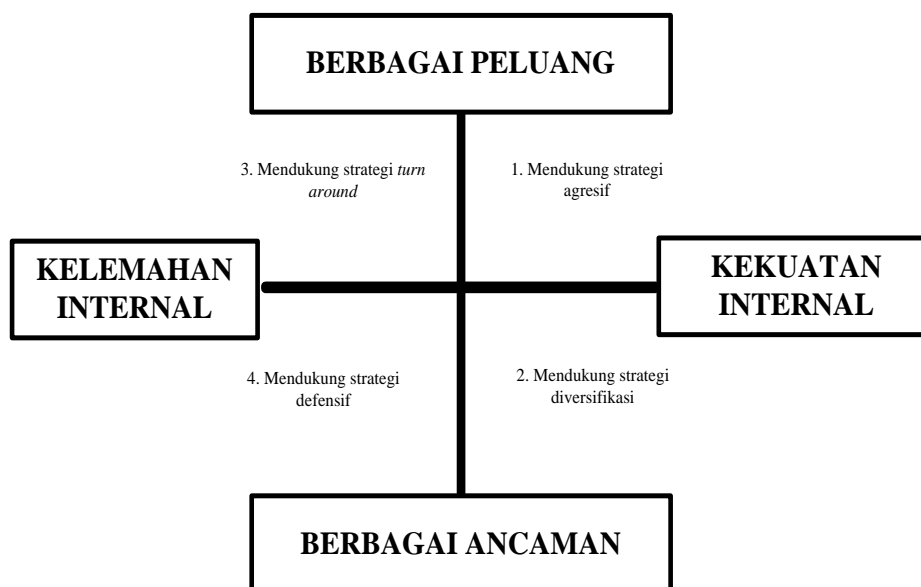 BERBAGAI PELUANG
3. Mendukung strategi turn
around
1. Mendukung strategi
agresif
KELEMAHAN
INTERNAL
KEKUATAN
INTERNAL
4. Mendukung strategi
defensif
2. Mendukung strategi
diversifikasi
BERBAGAI ANCAMAN